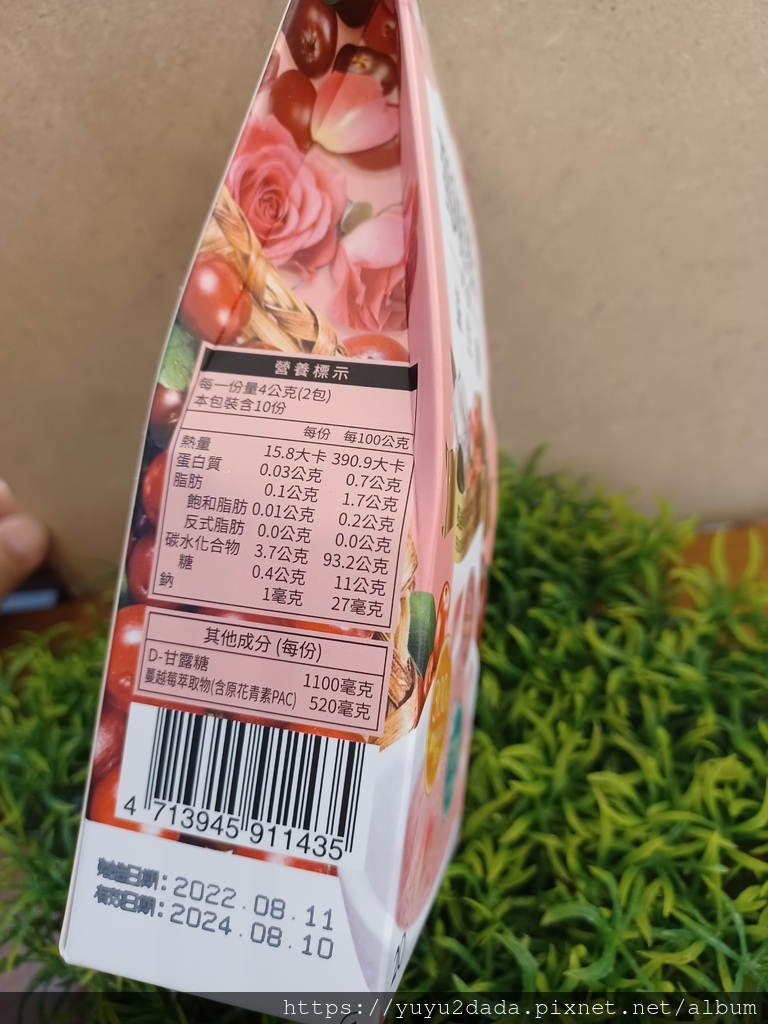 營養標示
每一份量4公克(2包)
本包裝含10份
每份 每100公克
熱量 15.8大卡 390.9大卡
蛋白質 0.03公克 0.7公克
脂肪 0.1公克 1.7公克
飽和脂肪 0.01公克 0.2公克
反式脂肪 0.0公克 0.0公克
碳水化合物 3.7公克 93.2公克
糖 0.4公克 11公克
鈉 1毫克 27毫克
其他成分 (每份)
D-甘露糖 1100毫克
蔓越莓萃取物(含原花青素PAC) 520毫克
4 713945 911435
製造日期：2022.08.11
有效日期：2024.08.10
https://yuyu2dada.pixnet.net/album